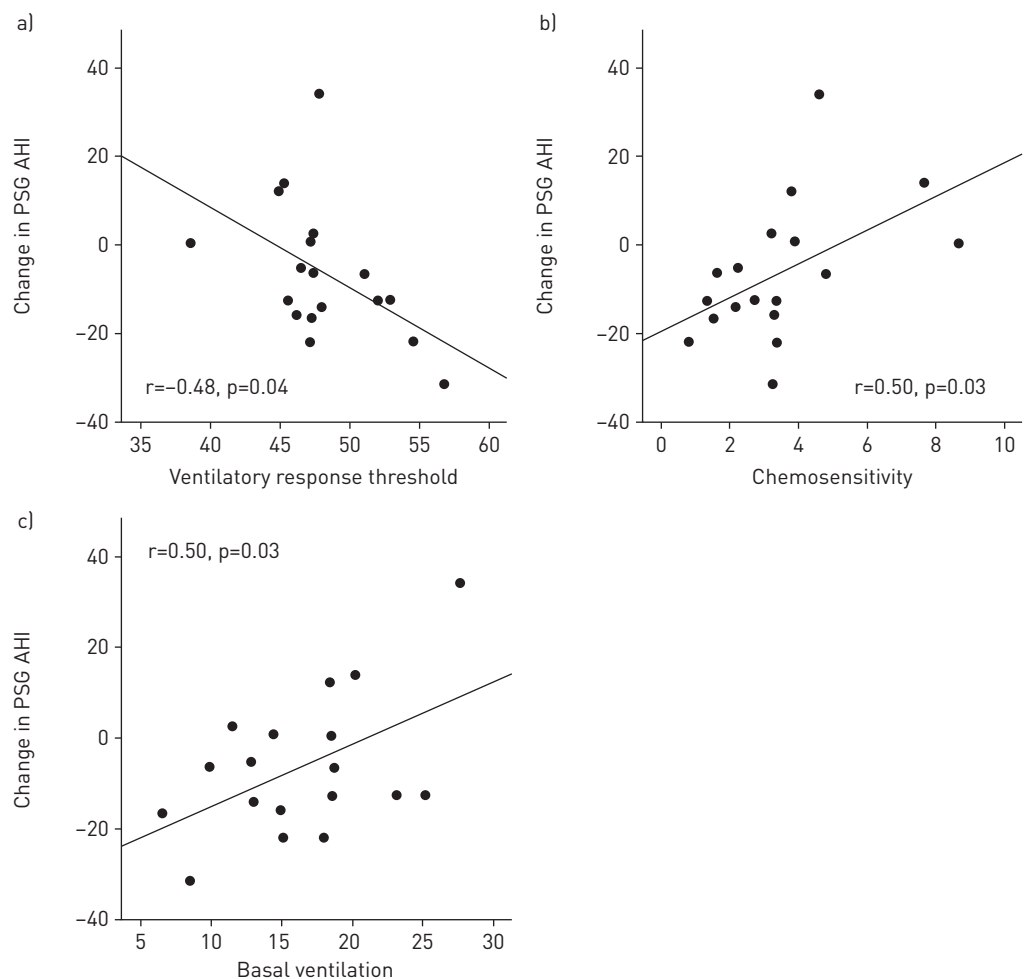 a)
Change in PSG AHI
40
20
0
−20
−40
r=−0.48, p=0.04
35 40 45 50 55 60
Ventilatory response threshold
b)
Change in PSG AHI
40
20
0
−20
−40
r=0.50, p=0.03
0 2 4 6 8 10
Chemosensitivity
c)
Change in PSG AHI
40
20
0
−20
−40
r=0.50, p=0.03
5 10 15 20 25 30
Basal ventilation